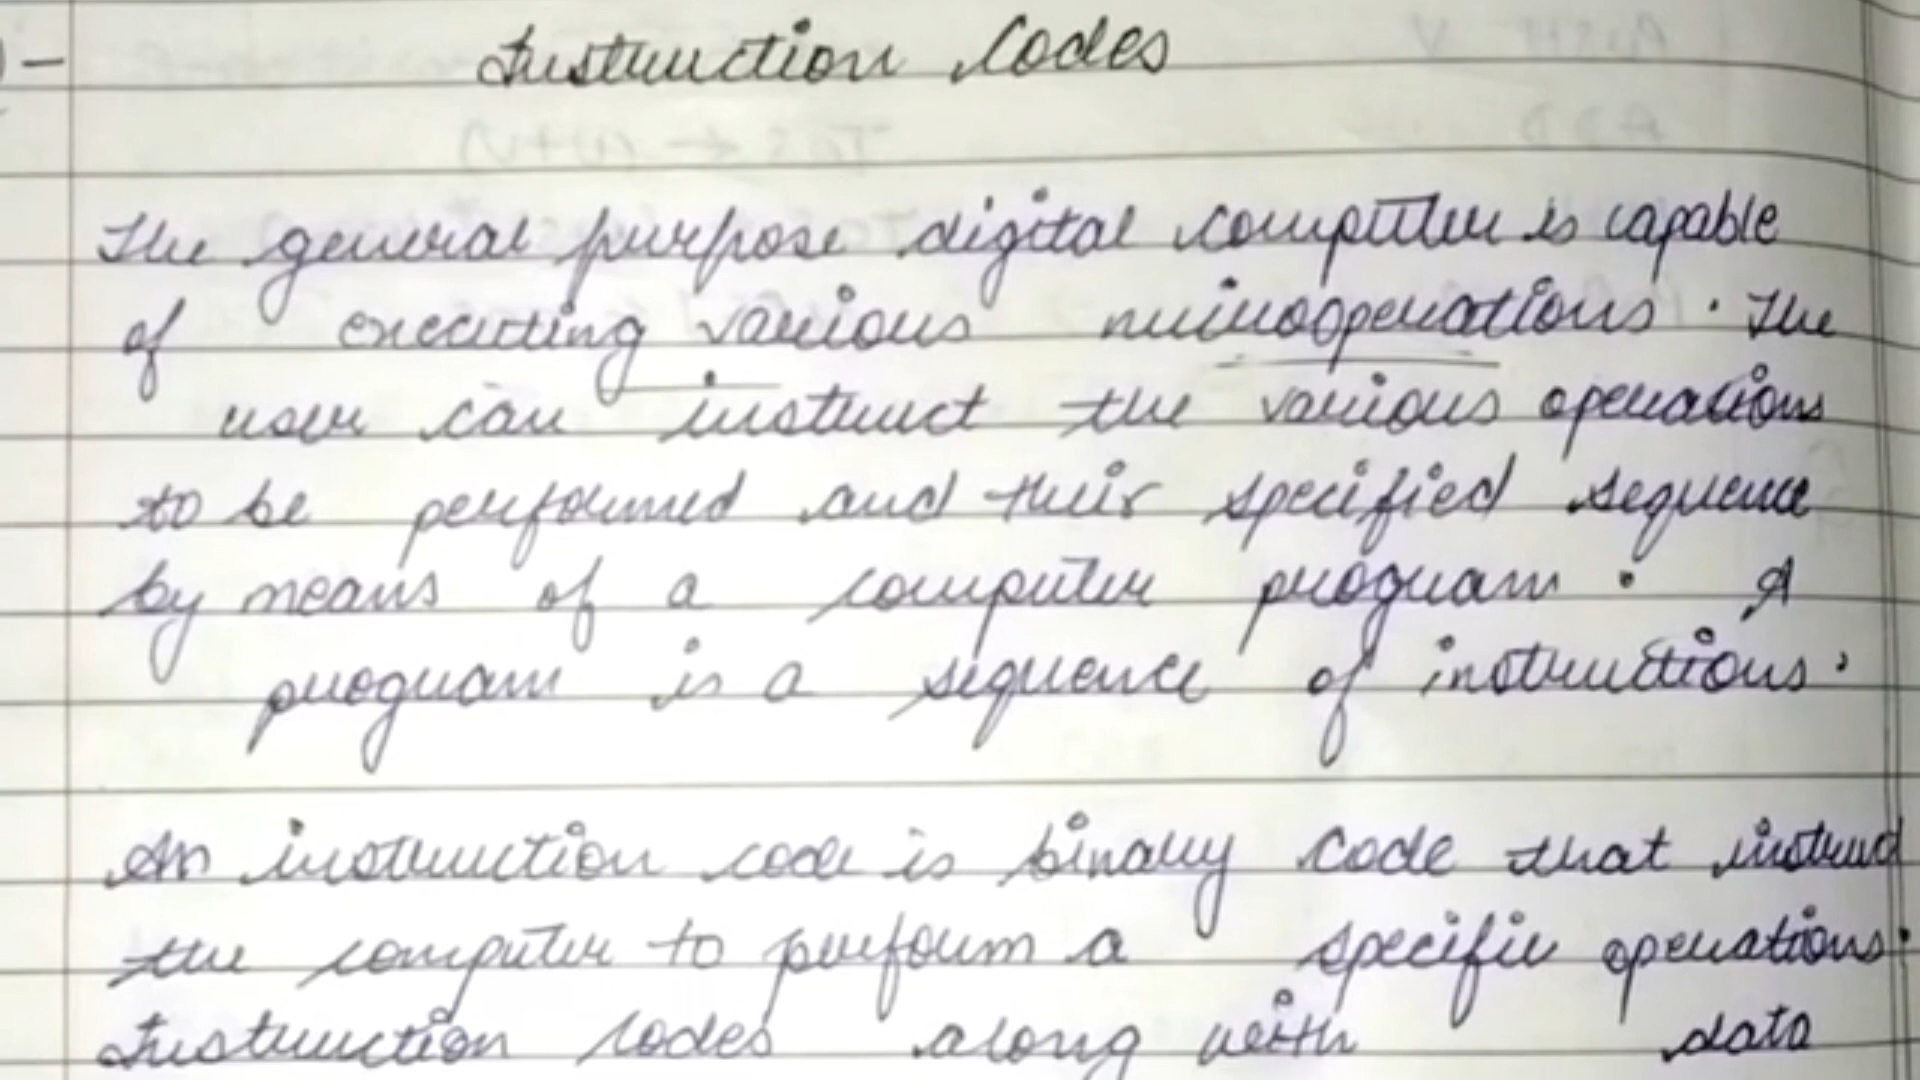 Instruction Codes
The general purpose digital computer is capable
of executing various microoperations. The
user can instruct the various operations
to be performed and their specified sequence
by means of a computer program. A
program is a sequence of instructions.
An instruction code is binary code that instruct
the computer to perform a specific operations.
Instruction codes along with data